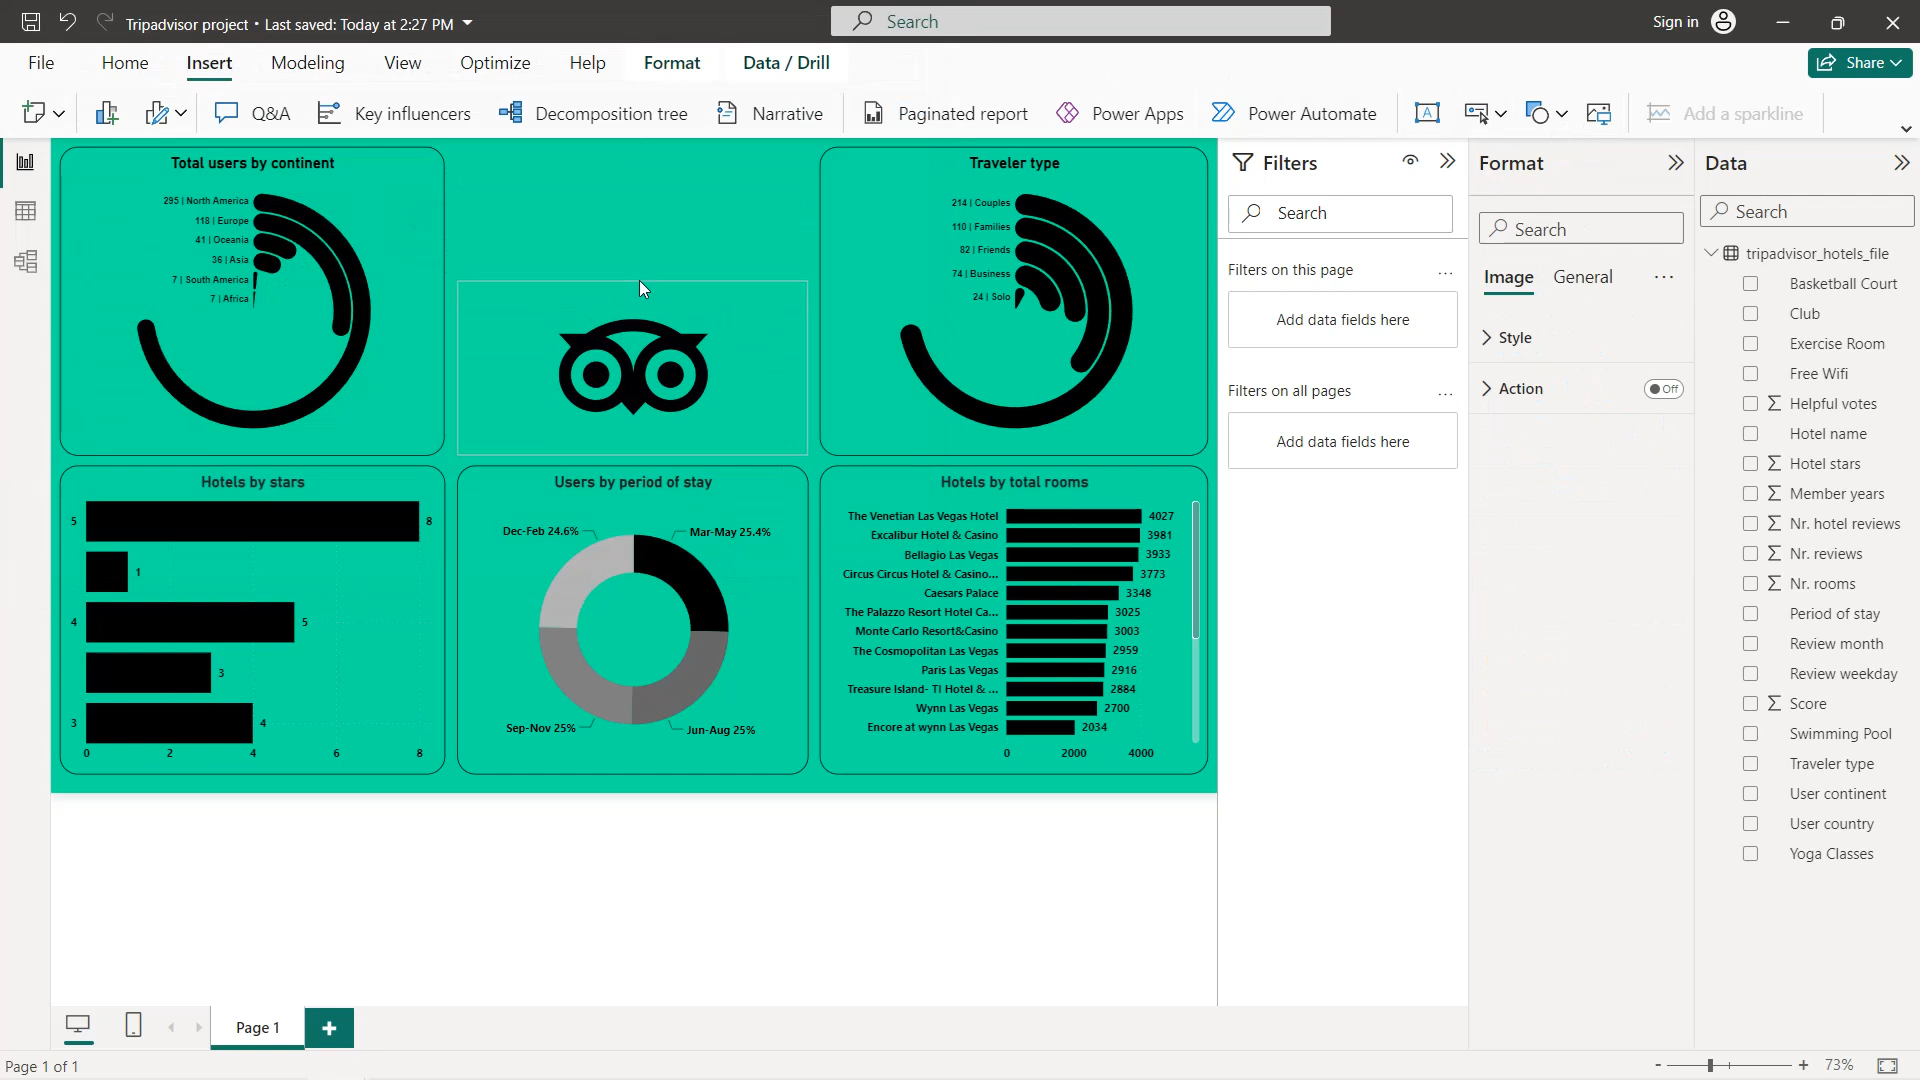 Tripadvisor project • Last saved: Today at 2:27 PM
Search
Sign in
File
Home
Insert
Modeling
View
Optimize
Help
Format
Data / Drill
Share
Q&A
Key influencers
Decomposition tree
Narrative
Paginated report
Power Apps
Power Automate
A
Add a sparkline
Total users by continent
295 | North America
118 | Europe
41 | Oceania
36 | Asia
7 | South America
7 | Africa
Traveler type
214 | Couples
110 | Families
82 | Friends
74 | Business
24 | Solo
Hotels by stars
5
8
1
4
5
3
3
4
0
2
4
6
8
Users by period of stay
Dec-Feb 24.6%
Mar-May 25.4%
Sep-Nov 25%
Jun-Aug 25%
Hotels by total rooms
The Venetian Las Vegas Hotel 4027
Excalibur Hotel & Casino 3981
Bellagio Las Vegas 3933
Circus Circus Hotel & Casino... 3773
Caesars Palace 3348
The Palazzo Resort Hotel Ca... 3025
Monte Carlo Resort&Casino 3003
The Cosmopolitan Las Vegas 2959
Paris Las Vegas 2916
Treasure Island- TI Hotel & ... 2884
Wynn Las Vegas 2700
Encore at wynn Las Vegas 2034
0
2000
4000
Filters
Search
Filters on this page
...
Add data fields here
Filters on all pages
...
Add data fields here
Format
Search
Image
General
...
Style
Action
Off
Data
Search
tripadvisor_hotels_file
Basketball Court
Club
Exercise Room
Free Wifi
∑ Helpful votes
Hotel name
∑ Hotel stars
∑ Member years
∑ Nr. hotel reviews
∑ Nr. reviews
∑ Nr. rooms
Period of stay
Review month
Review weekday
∑ Score
Swimming Pool
Traveler type
User continent
User country
Yoga Classes
Page 1
+
Page 1 of 1
-
+
73%